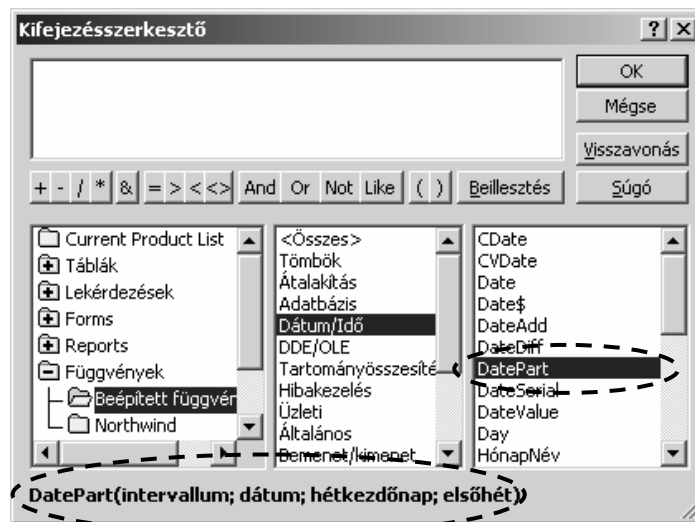 Kifejezésszerkesztő
? ×
OK
Mégse
Visszavonás
+ - / * & = > < <> And Or Not Like ( ) Beillesztés Súgó
Current Product List
Táblák
Lekérdezések
Forms
Reports
Függvények
Beépített függvén
Northwind
<Összes>
Tömbök
Átalakítás
Adatbázis
Dátum/Idő
DDE/OLE
Tartományösszesíté
Hibakezelés
Üzleti
Általános
Bemenet/kimenet
CDate
CVDate
Date
Date$
DateAdd
DateDiff
DatePart
DateSerial
DateValue
Day
HónapNév
DatePart(intervallum; dátum; hétkezdőnap; elsőhét)